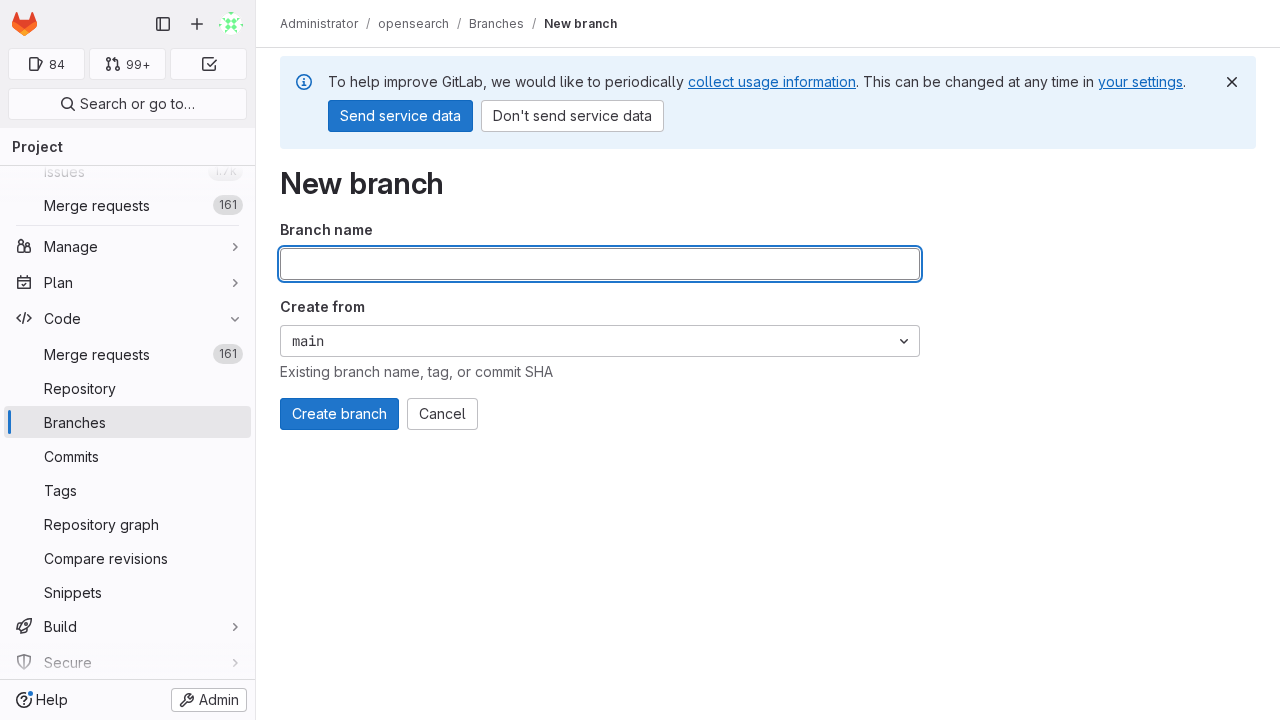 Administrator / opensearch / Branches / New branch
84 99+
Search or go to…
Project
To help improve GitLab, we would like to periodically collect usage information. This can be changed at any time in your settings.
Send service data Don't send service data
Issues 1.7k
Merge requests 161
Manage
Plan
Code
Merge requests 161
Repository
Branches
Commits
Tags
Repository graph
Compare revisions
Snippets
Build
Secure
Help Admin
New branch
Branch name
Create from
main
Existing branch name, tag, or commit SHA
Create branch Cancel